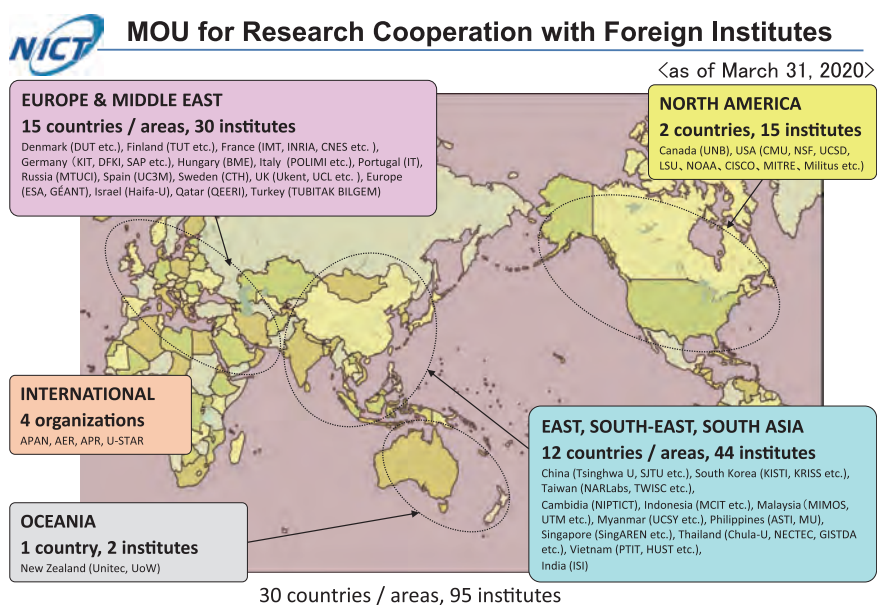 NICT
MOU for Research Cooperation with Foreign Institutes
<as of March 31, 2020>
EUROPE & MIDDLE EAST
15 countries / areas, 30 institutes
Denmark (DUT etc.), Finland (TUT etc.), France (IMT, INRIA, CNES etc. ),
Germany (KIT, DFKI, SAP etc.), Hungary (BME), Italy (POLIMI etc.), Portugal (IT),
Russia (MTUCI), Spain (UC3M), Sweden (CTH), UK (Ukent, UCL etc. ), Europe
(ESA, GÉANT), Israel (Haifa-U), Qatar (QEERI), Turkey (TUBITAK BILGEM)
NORTH AMERICA
2 countries, 15 institutes
Canada (UNB), USA (CMU, NSF, UCSD,
LSU、NOAA、CISCO、MITRE、Militus etc.)
INTERNATIONAL
4 organizations
APAN, AER, APR, U-STAR
EAST, SOUTH-EAST, SOUTH ASIA
12 countries / areas, 44 institutes
China (Tsinghwa U, SJTU etc.), South Korea (KISTI, KRISS etc.),
Taiwan (NARLabs, TWISC etc.),
Cambidia (NIPTICT), Indonesia (MCIT etc.), Malaysia (MIMOS,
UTM etc.), Myanmar (UCSY etc.), Philippines (ASTI, MU),
Singapore (SingAREN etc.), Thailand (Chula-U, NECTEC, GISTDA
etc.), Vietnam (PTIT, HUST etc.),
India (ISI)
OCEANIA
1 country, 2 institutes
New Zealand (Unitec, UoW)
30 countries / areas, 95 institutes